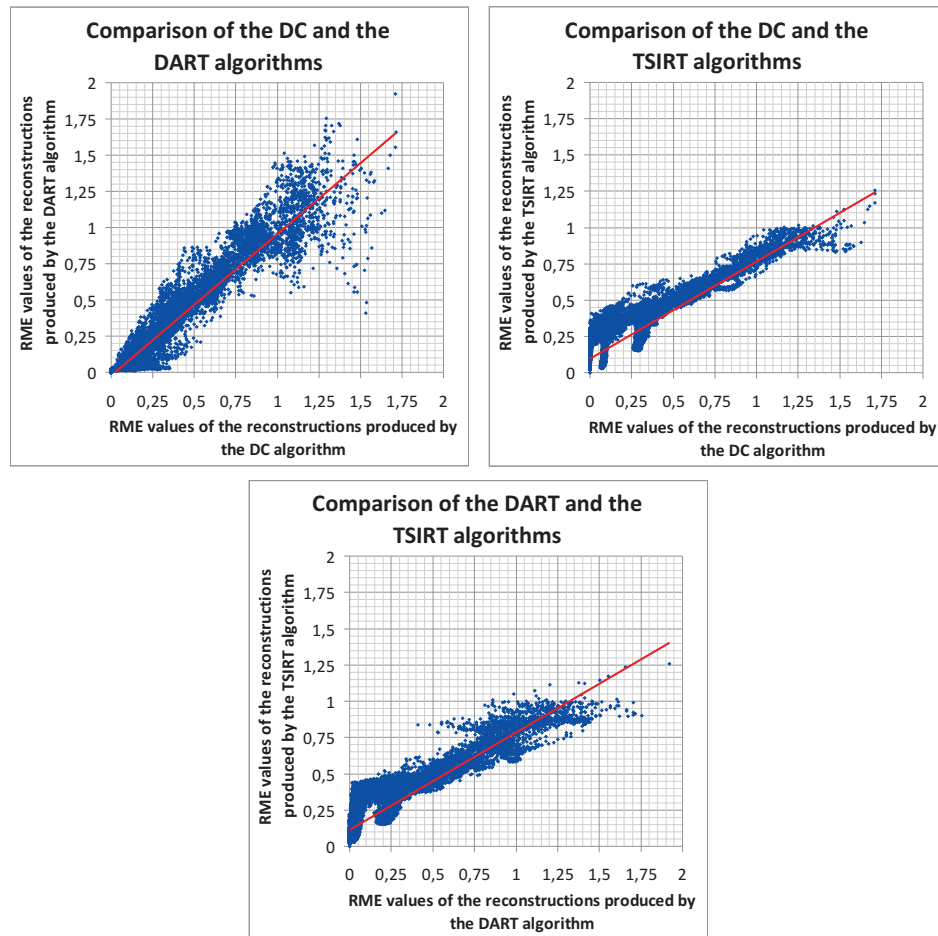 Comparison of the DC and the
DART algorithms
RME values of the reconstructions
produced by the DART algorithm
2
1,75
1,5
1,25
1
0,75
0,5
0,25
0
0 0,25 0,5 0,75 1 1,25 1,5 1,75 2
RME values of the reconstructions produced by
the DC algorithm
Comparison of the DC and the
TSIRT algorithms
RME values of the reconstructions
produced by the TSIRT algorithm
2
1,75
1,5
1,25
1
0,75
0,5
0,25
0
0 0,25 0,5 0,75 1 1,25 1,5 1,75 2
RME values of the reconstructions produced by
the DC algorithm
Comparison of the DART and the
TSIRT algorithms
RME values of the reconstructions
produced by the TSIRT algorithm
2
1,75
1,5
1,25
1
0,75
0,5
0,25
0
0 0,25 0,5 0,75 1 1,25 1,5 1,75 2
RME values of the reconstructions produced by
the DART algorithm